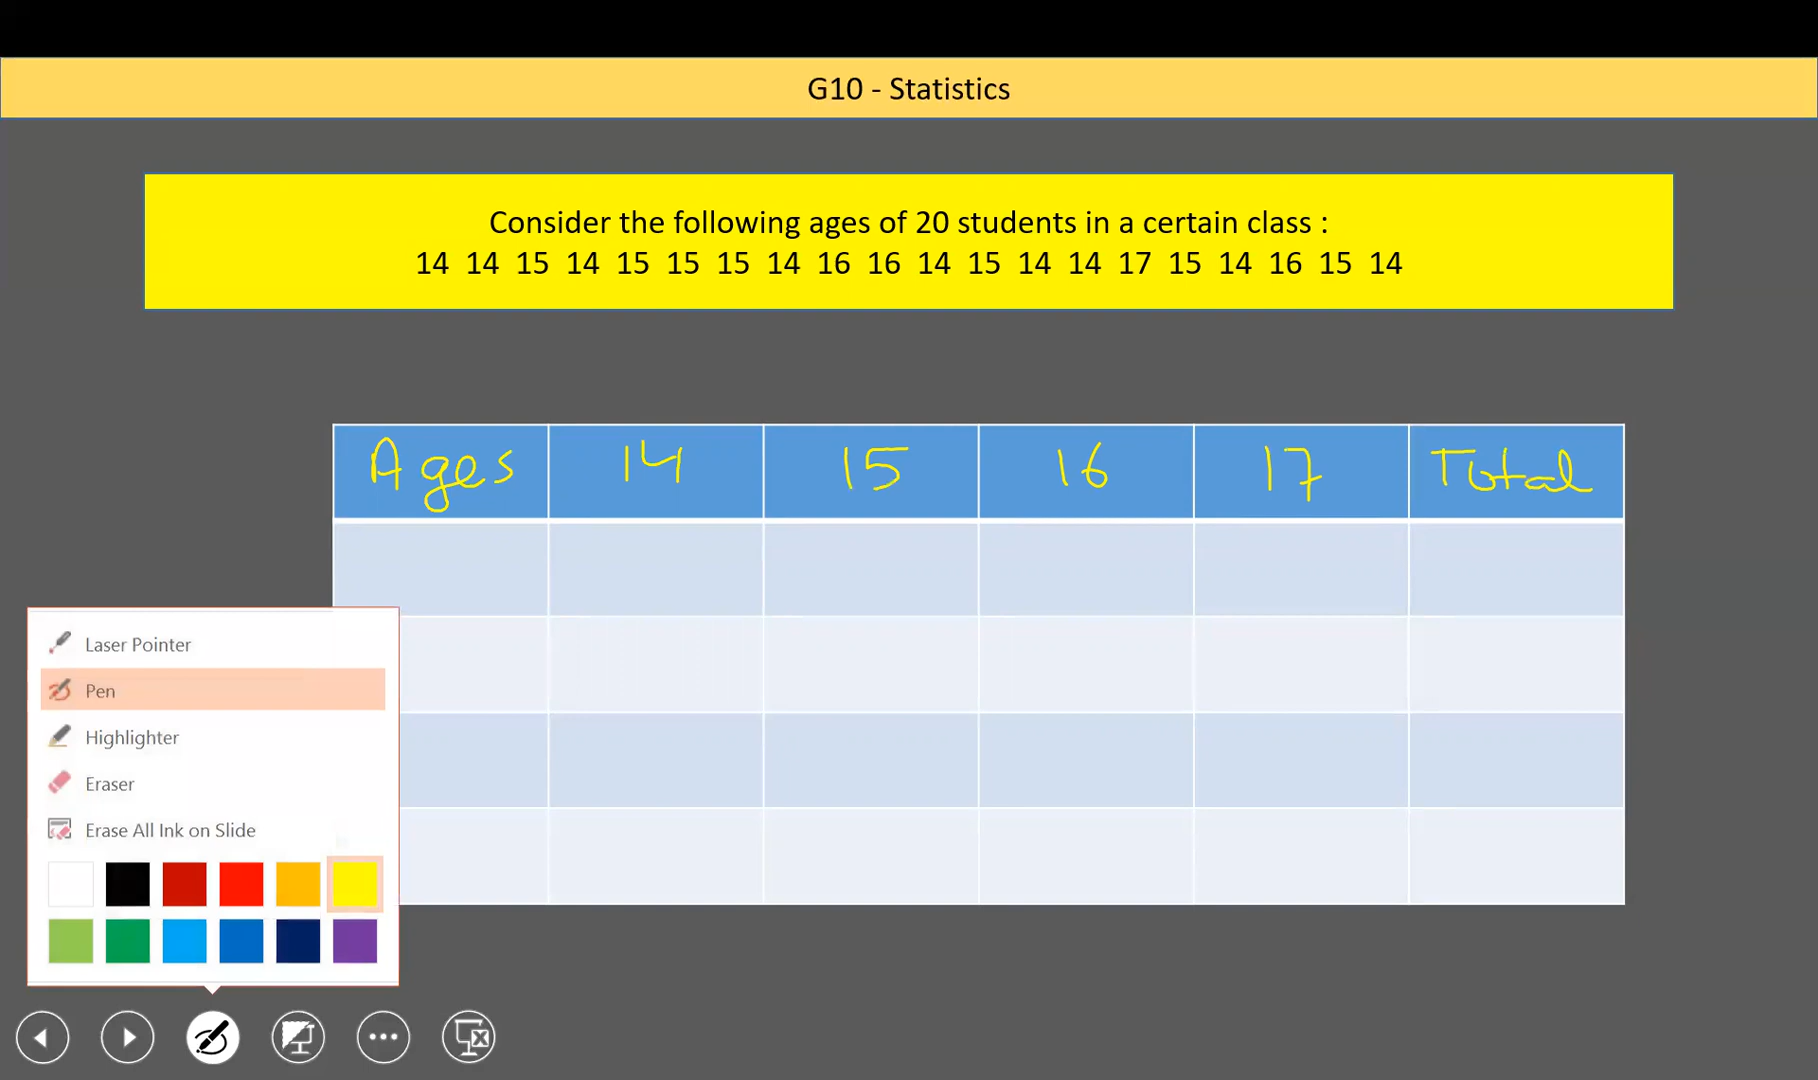 G10 - Statistics
Consider the following ages of 20 students in a certain class :
14 14 15 14 15 15 15 14 16 16 14 15 14 14 17 15 14 16 15 14
Ages 14 15 16 17 Total
Laser Pointer
Pen
Highlighter
Eraser
Erase All Ink on Slide